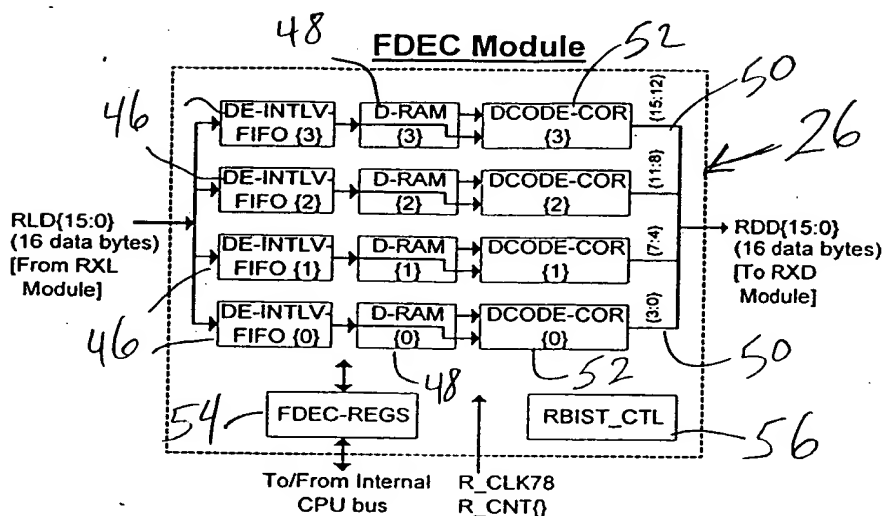 48
FDEC Module
52
50
46
DE-INTLV-
FIFO {3}
D-RAM
{3}
DCODE-COR
{3}
{15:12}
26
46
DE-INTLV-
FIFO {2}
D-RAM
{2}
DCODE-COR
{2}
{11:8}
RLD{15:0}
(16 data bytes)
[From RXL
Module]
DE-INTLV-
FIFO {1}
D-RAM
{1}
DCODE-COR
{1}
{7:4}
RDD{15:0}
(16 data bytes)
[To RXD
Module]
46
DE-INTLV-
FIFO {0}
D-RAM
{0}
DCODE-COR
{0}
{3:0}
48
52
50
54
FDEC-REGS
RBIST_CTL
56
To/From Internal
CPU bus
R_CLK78
R_CNT{}